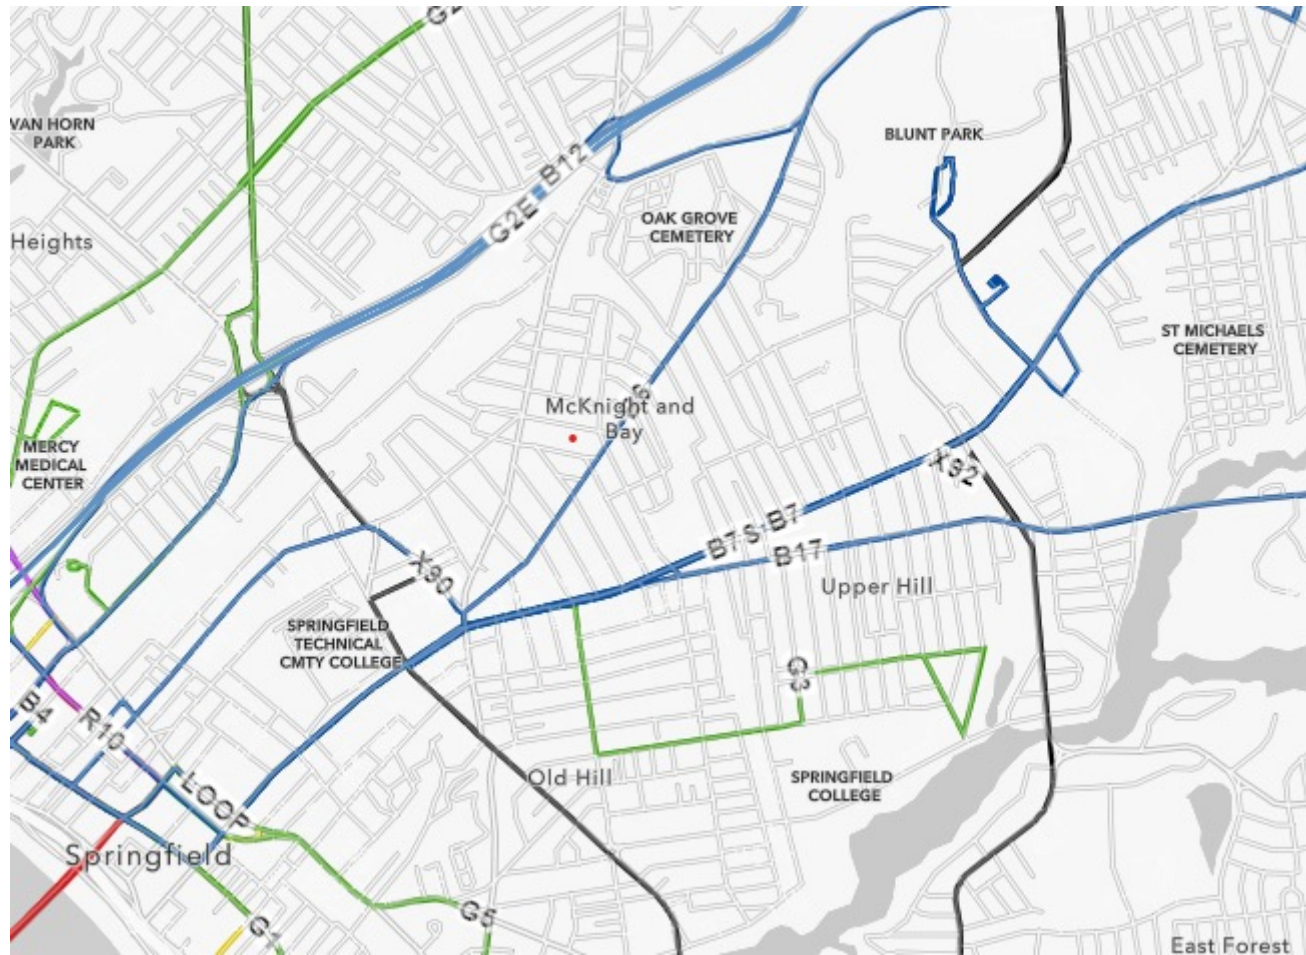 VAN HORN
PARK
BLUNT PARK
B12
G2E
OAK GROVE
CEMETERY
Heights
ST MICHAELS
CEMETERY
McKnight and
Bay
MERCY
MEDICAL
CENTER
X92
B7 S B7
B17
X90
Upper Hill
SPRINGFIELD
TECHNICAL
CMTY COLLEGE
G3
B4
R10
Old Hill
SPRINGFIELD
COLLEGE
LOOP
Springfield
G5
G1
East Forest